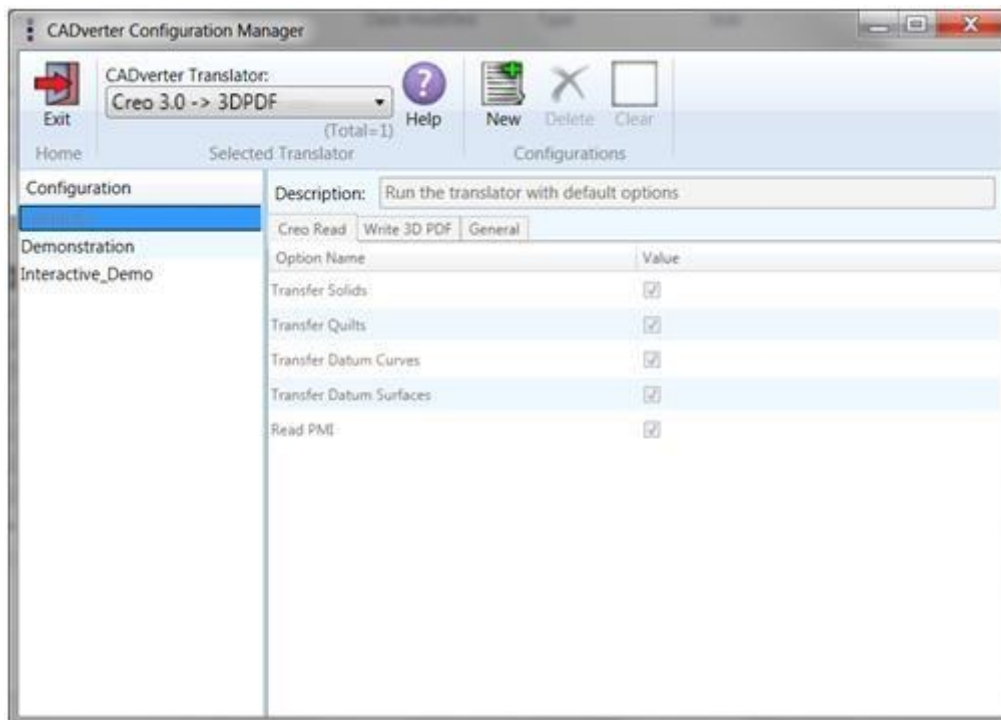 CADverter Configuration Manager
CADverter Translator:
Creo 3.0 -> 3DPDF
(Total=1)
Exit
Help
New
Delete
Clear
Home
Selected Translator
Configurations
Configuration
Demonstration
Interactive_Demo
Description: Run the translator with default options
Creo Read Write 3D PDF General
Option Name Value
Transfer Solids
Transfer Quilts
Transfer Datum Curves
Transfer Datum Surfaces
Read PMI